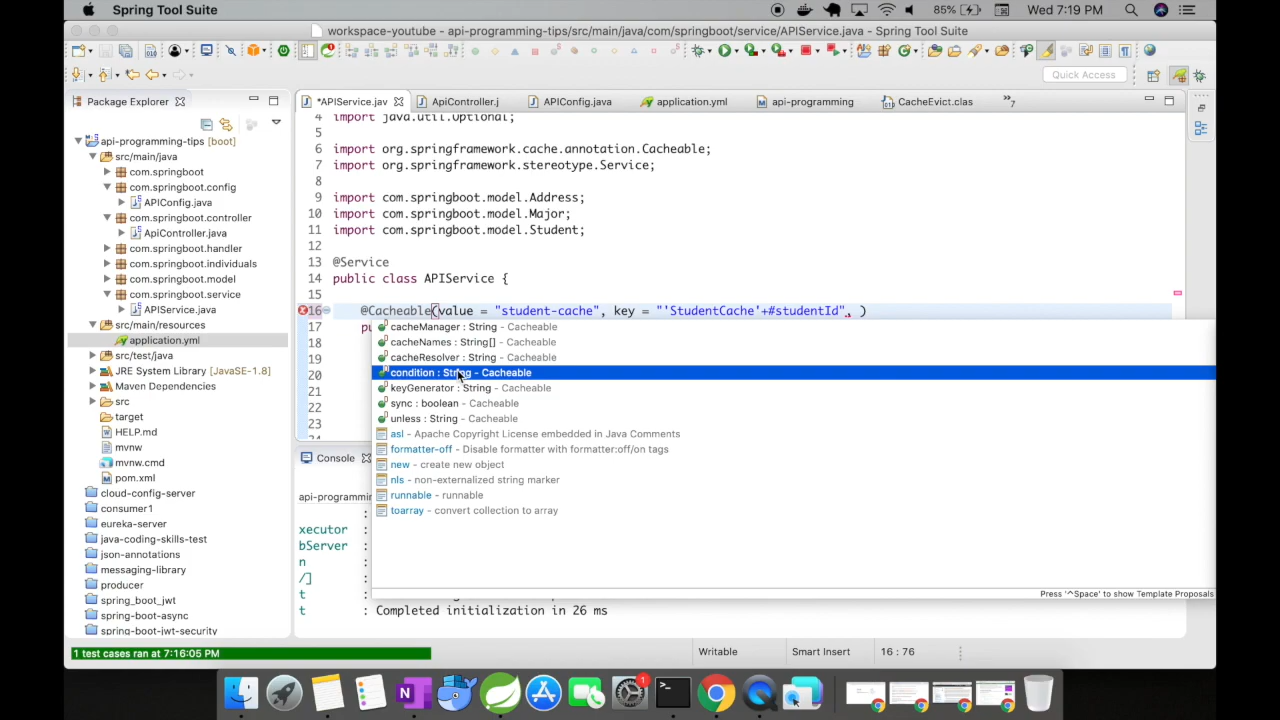 Spring Tool Suite
85%
Wed 7:19 PM
workspace-youtube - api-programming-tips/src/main/java/com/springboot/service/APIService.java - Spring Tool Suite
Quick Access
Package Explorer
*APIService.jav
ApiController.j
APIConfig.java
application.yml
api-programming
CacheEvict.clas
»7
api-programming-tips [boot]
src/main/java
com.springboot
com.springboot.config
APIConfig.java
com.springboot.controller
ApiController.java
com.springboot.handler
com.springboot.individuals
com.springboot.model
com.springboot.service
APIService.java
src/main/resources
application.yml
src/test/java
JRE System Library [JavaSE-1.8]
Maven Dependencies
src
target
HELP.md
mvnw
mvnw.cmd
pom.xml
cloud-config-server
consumer1
eureka-server
java-coding-skills-test
json-annotations
messaging-library
producer
spring_boot_jwt
spring-boot-async
spring-boot-jwt-security
4 import java.util.Optional;
5
6 import org.springframework.cache.annotation.Cacheable;
7 import org.springframework.stereotype.Service;
8
9 import com.springboot.model.Address;
10 import com.springboot.model.Major;
11 import com.springboot.model.Student;
12
13 @Service
14 public class APIService {
15
16 @Cacheable(value = "student-cache", key = "'StudentCache'+#studentId", )
17 pu
18
19
20
21
22
23
24
cacheManager : String - Cacheable
cacheNames : String[] - Cacheable
cacheResolver : String - Cacheable
condition : String - Cacheable
keyGenerator : String - Cacheable
sync : boolean - Cacheable
unless : String - Cacheable
asl - Apache Copyright License embedded in Java Comments
formatter-off - Disable formatter with formatter:off/on tags
new - create new object
nls - non-externalized string marker
runnable - runnable
toarray - convert collection to array
Press '^Space' to show Template Proposals
Console
api-programmin
:
xecutor :
bServer :
n :
/] :
t :
t : Completed initialization in 26 ms
1 test cases ran at 7:16:05 PM
Writable
Smart Insert
16 : 76
1